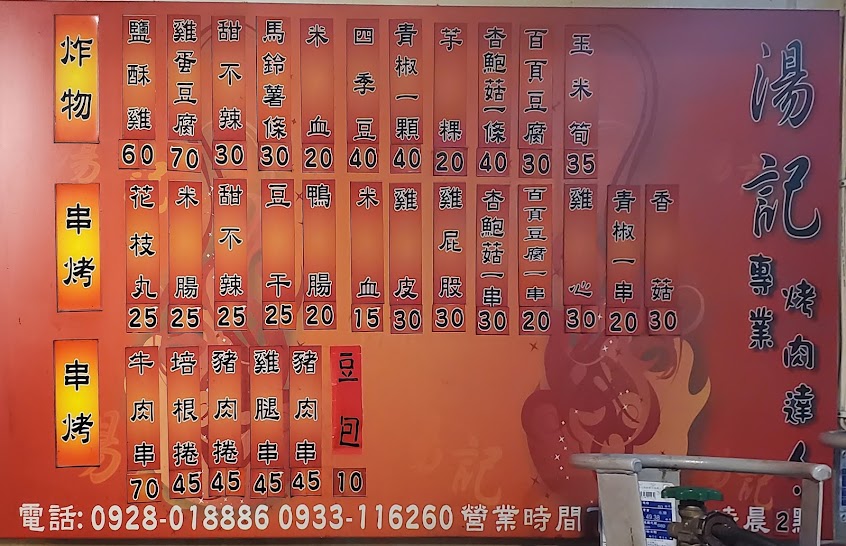 湯記
專業
烤肉達人
炸物
鹽酥雞 60
雞蛋豆腐 70
甜不辣 30
馬鈴薯條 30
米血 20
四季豆 40
青椒一顆 40
芋粿 20
杏鮑菇一條 40
百頁豆腐 30
玉米筍 35
串烤
花枝丸 25
米腸 25
甜不辣 25
豆干 25
鴨腸 20
米血 15
雞皮 30
雞屁股 30
杏鮑菇一串 30
百頁豆腐一串 20
雞心 30
青椒一串 20
香菇 30
串烤
牛肉串 70
培根捲 45
豬肉捲 45
雞腿串 45
豬肉串 45
豆包 10
電話: 0928-018886 0933-116260 營業時間 凌晨2點